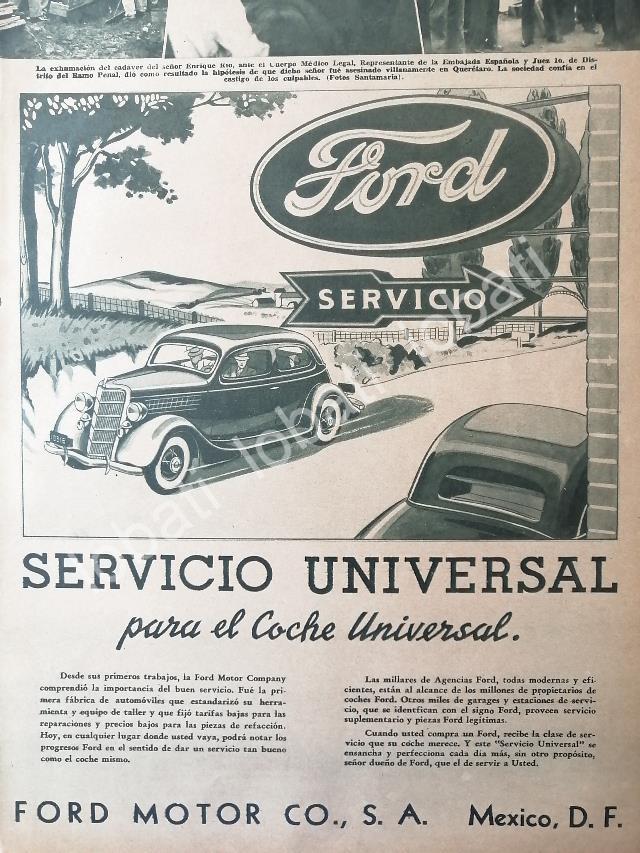 La exhumación del cadaver del señor Enrique Rio, ante el Cuerpo Médico Legal, Representante de la Embajada Española y Juez 1o. de Dis-
trito del Ramo Penal, dió como resultado la hipótesis de que dicho señor fué asesinado villanamente en Querétaro. La sociedad confía en el
castigo de los culpables. (Fotos Santamaría).
Ford
SERVICIO
lobati lobati lobati lobati
SERVICIO UNIVERSAL
para el Coche Universal.
Desde sus primeros trabajos, la Ford Motor Company
comprendió la importancia del buen servicio. Fué la pri-
mera fábrica de automóviles que estandarizó su herra-
mienta y equipo de taller y que fijó tarifas bajas para las
reparaciones y precios bajos para las piezas de refacción.
Hoy, en cualquier lugar donde usted vaya, podrá notar los
progresos Ford en el sentido de dar un servicio tan bueno
como el coche mismo.
Las millares de Agencias Ford, todas modernas y efi-
cientes, están al alcance de los millones de propietarios de
coches Ford. Otros miles de garages y estaciones de servi-
cio, que se identfican con el signo Ford, proveen servicio
suplementario y piezas Ford legítimas.
Cuando usted compra un Ford, recibe la clase de ser-
vicio que su coche merece. Y este "Servicio Universal" se
ensancha y perfecciona cada día más, sin otro propósito,
señor dueño de Ford, que el de servir a Usted.
FORD MOTOR CO., S. A. Mexico, D. F.